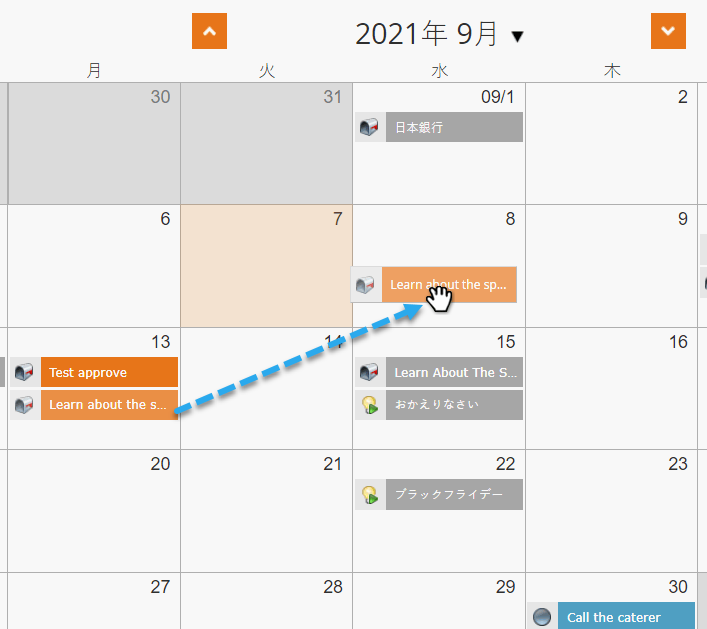 2021年 9月 ▼
月 火 水 木
30 31 09/1 2
日本銀行
6 7 8 9
Learn about the sp...
13 14 15 16
Test approve Learn About The S...
Learn about the s... おかえりなさい
20 21 22 23
ブラックフライデー
27 28 29 30
Call the caterer